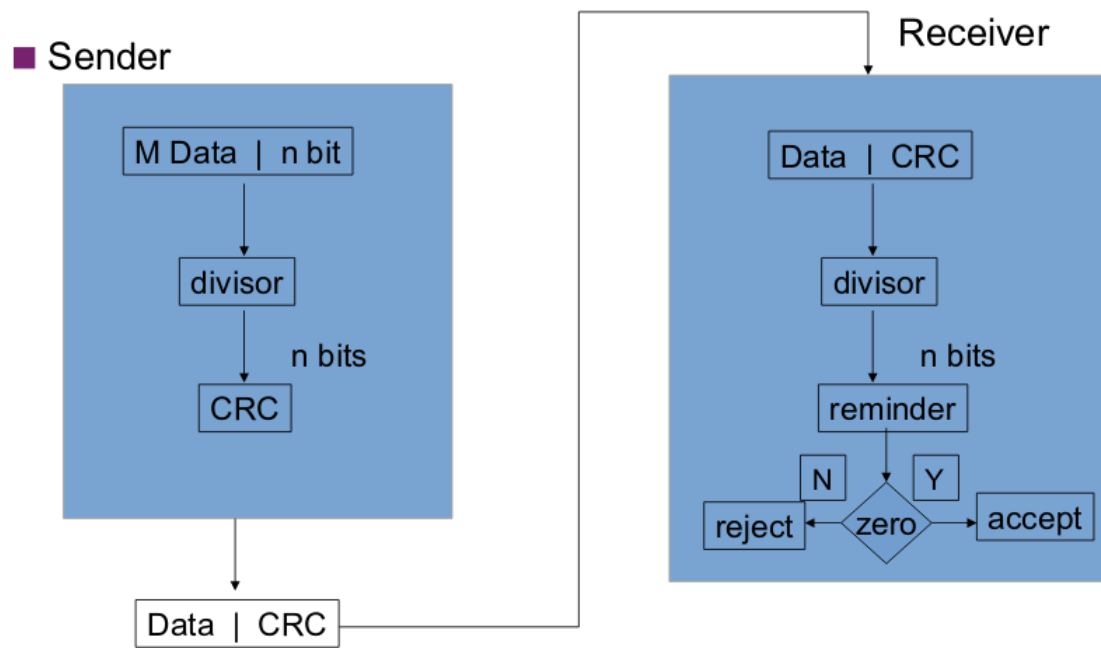 Sender
M Data | n bit
divisor
n bits
CRC
Data | CRC
Receiver
Data | CRC
divisor
n bits
reminder
N
Y
reject
zero
accept